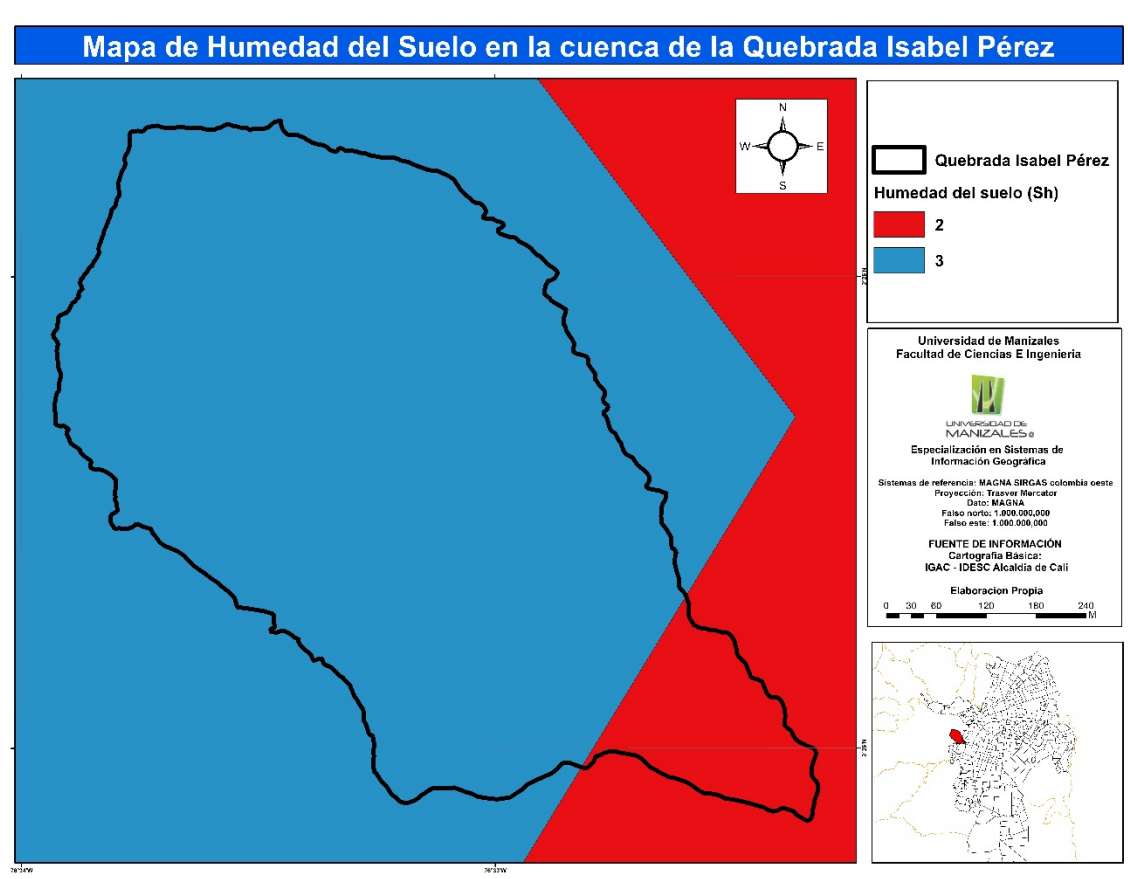 Mapa de Humedad del Suelo en la cuenca de la Quebrada Isabel Pérez
N
W
E
S
Quebrada Isabel Pérez
Humedad del suelo (Sh)
2
3
Universidad de Manizales
Facultad de Ciencias E Ingenieria
UNIVERSIDAD DE
MANIZALES
Especialización en Sistemas de
Información Geográfica
Sistemas de referencia: MAGNA SIRGAS colombia oeste
Proyección: Trasver Mercator
Dato: MAGNA
Falso norte: 1.000.000,000
Falso este: 1.000.000,000
FUENTE DE INFORMACIÓN
Cartografía Básica:
IGAC - IDESC Alcaldia de Cali
Elaboracion Propia
0 30 60 120 180 240
M
76°34'W
76°33'W